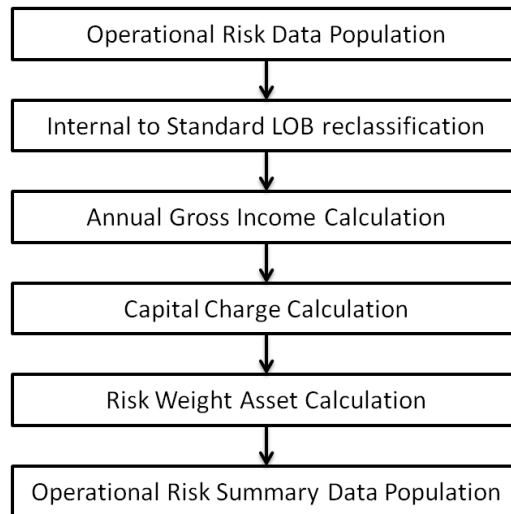 Operational Risk Data Population
Internal to Standard LOB reclassification
Annual Gross Income Calculation
Capital Charge Calculation
Risk Weight Asset Calculation
Operational Risk Summary Data Population